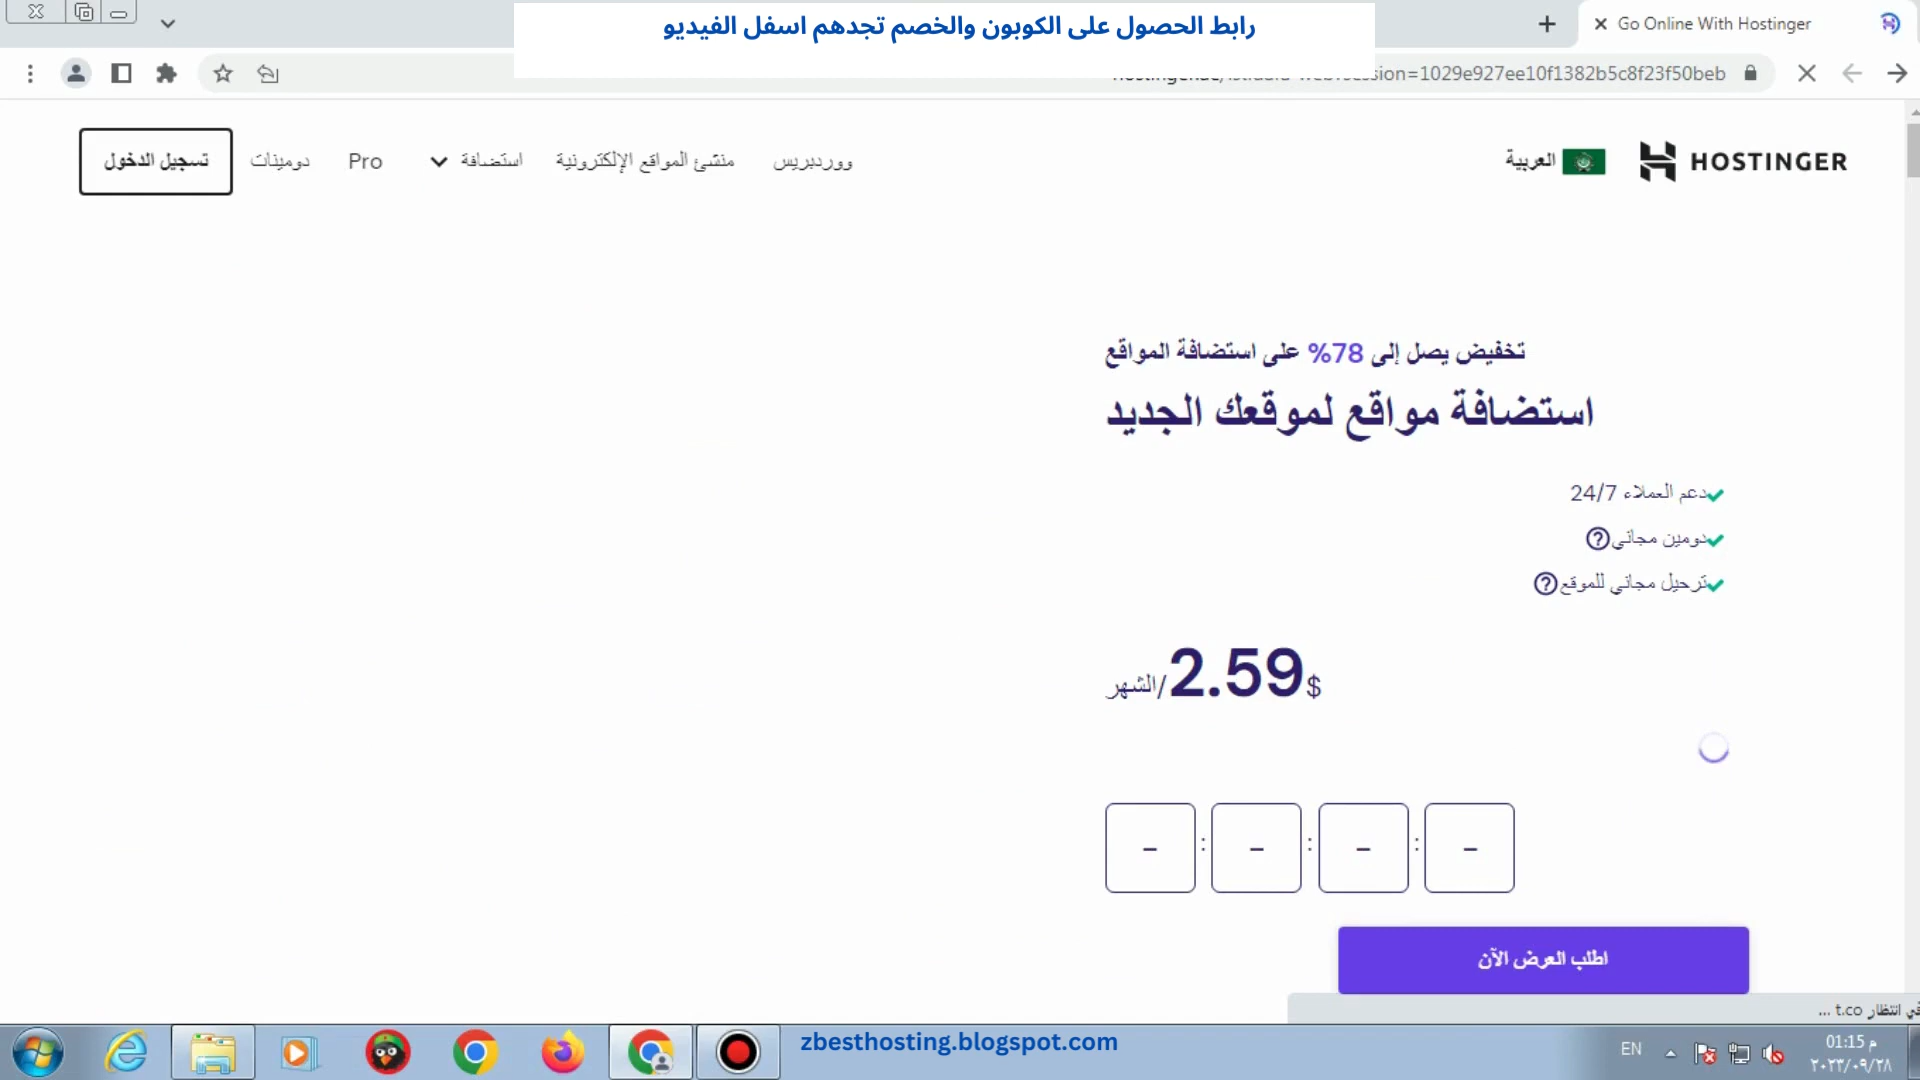 رابط الحصول على الكوبون والخصم تجدهم اسفل الفيديو
Go Online With Hostinger
ssion=1029e927ee10f1382b5c8f23f50beb
HOSTINGER
العربية
ووردبريس
منشئ المواقع الإلكترونية
استضافة
Pro
دومينات
تسجيل الدخول
تخفيض يصل إلى 78% على استضافة المواقع
استضافة مواقع لموقعك الجديد
دعم العملاء 24/7
دومين مجاني
ترحيل مجاني للموقع
$2.59/الشهر
– : – : – : –
اطلب العرض الآن
في انتظار t.co ...
zbesthosting.blogspot.com
EN
01:15 م
٢٠٢٣/٠٩/٢٨